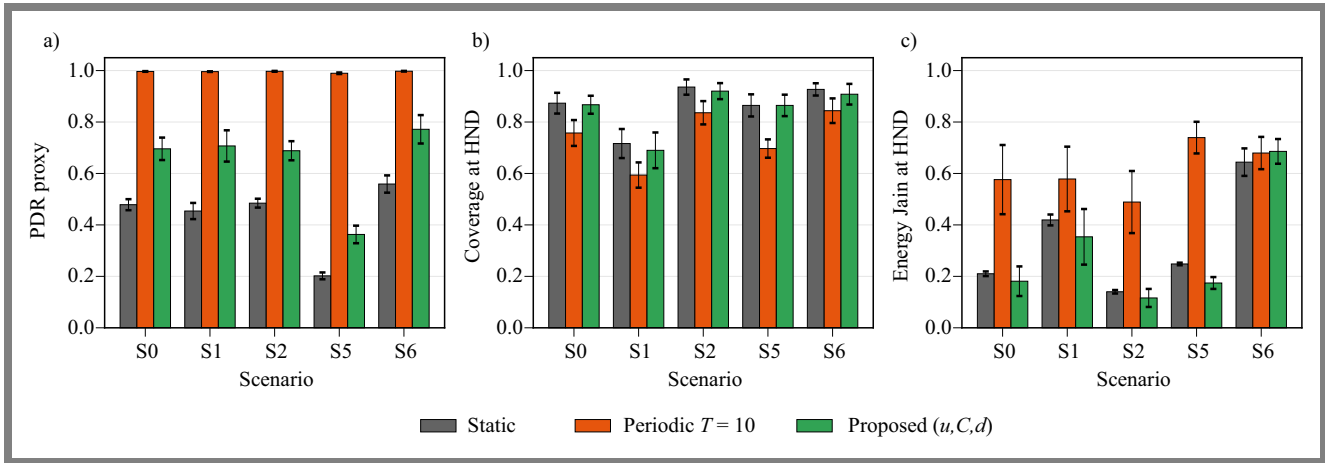 a)
PDR proxy
1.0
0.8
0.6
0.4
0.2
0.0
S0 S1 S2 S5 S6
Scenario
b)
Coverage at HND
1.0
0.8
0.6
0.4
0.2
0.0
S0 S1 S2 S5 S6
Scenario
c)
Energy Jain at HND
1.0
0.8
0.6
0.4
0.2
0.0
S0 S1 S2 S5 S6
Scenario
Static Periodic T = 10 Proposed (u,C,d)